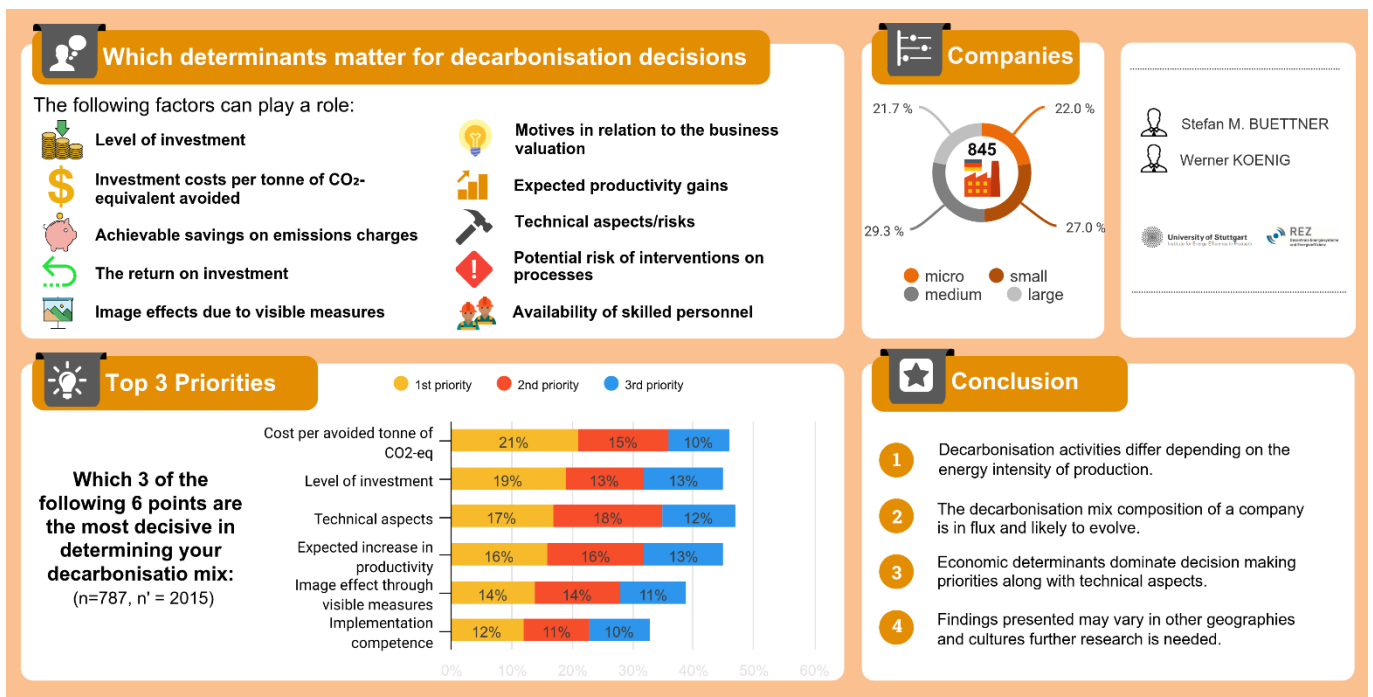 Which determinants matter for decarbonisation decisions
The following factors can play a role:
Level of investment
Investment costs per tonne of CO₂-
equivalent avoided
Achievable savings on emissions charges
The return on investment
Image effects due to visible measures
Motives in relation to the business
valuation
Expected productivity gains
Technical aspects/risks
Potential risk of interventions on
processes
Availability of skilled personnel
Companies
21.7 %
22.0 %
845
29.3 %
27.0 %
micro
small
medium
large
Stefan M. BUETTNER
Werner KOENIG
University of Stuttgart
Institute for Energy Efficiency in Production
REZ
Top 3 Priorities
1st priority
2nd priority
3rd priority
Which 3 of the
following 6 points are
the most decisive in
determining your
decarbonisatio mix:
(n=787, n' = 2015)
Cost per avoided tonne of
CO2-eq
21%
15%
10%
Level of investment
19%
13%
13%
Technical aspects
17%
18%
12%
Expected increase in
productivity
16%
16%
13%
Image effect through
visible measures
14%
14%
11%
Implementation
competence
12%
11%
10%
0%
10%
20%
30%
40%
50%
60%
Conclusion
1
Decarbonisation activities differ depending on the
energy intensity of production.
2
The decarbonisation mix composition of a company
is in flux and likely to evolve.
3
Economic determinants dominate decision making
priorities along with technical aspects.
4
Findings presented may vary in other geographies
and cultures further research is needed.